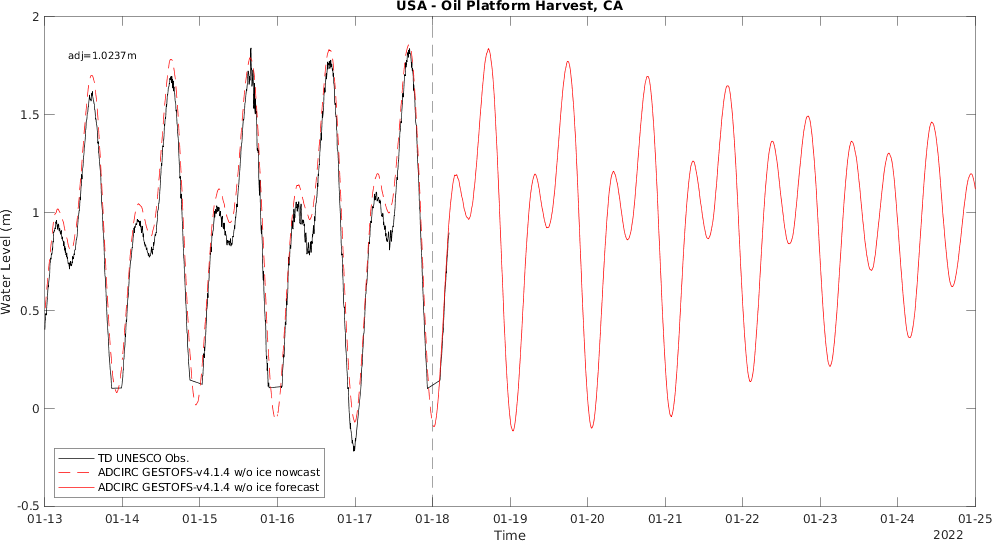 USA - Oil Platform Harvest, CA
adj=1.0237m
Water Level (m)
2
1.5
1
0.5
0
-0.5
TD UNESCO Obs.
ADCIRC GESTOFS-v4.1.4 w/o ice nowcast
ADCIRC GESTOFS-v4.1.4 w/o ice forecast
01-13 01-14 01-15 01-16 01-17 01-18 01-19 01-20 01-21 01-22 01-23 01-24 01-25
Time
2022